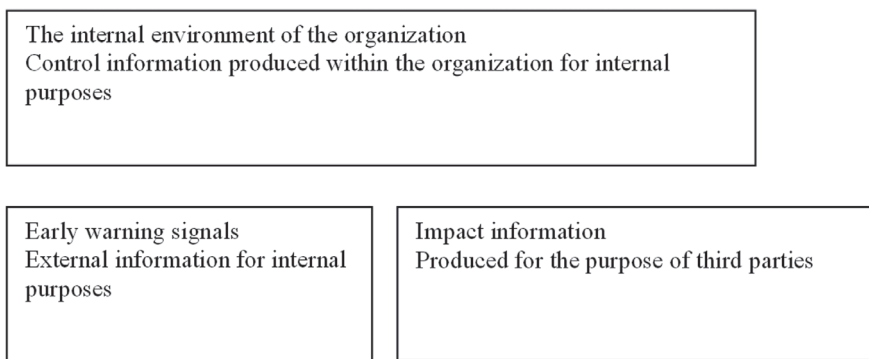 The internal environment of the organization
Control information produced within the organization for internal
purposes
Early warning signals
External information for internal
purposes
Impact information
Produced for the purpose of third parties